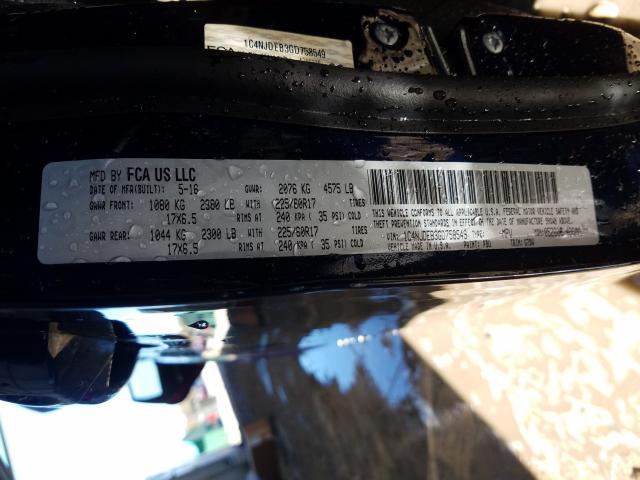 1C4NJDEB3GD758549
MFD BY FCA US LLC
DATE OF MFR(BUILT): 5-16 GVWR: 2076 KG 4575 LB
GAWR FRONT: 1080 KG 2380 LB WITH 225/60R17 TIRES
17X6.5 RIMS AT 240 KPA( 35 PSI) COLD
GAWR REAR: 1044 KG 2300 LB WITH 225/60R17 TIRES
17X6.5 RIMS AT 240 KPA( 35 PSI) COLD
THIS VEHICLE CONFORMS TO ALL APPLICABLE U.S.A. FEDERAL MOTOR VEHICLE SAFETY AND
THEFT PREVENTION STANDARDS IN EFFECT ON THE DATE OF MANUFACTURE SHOWN ABOVE.
VIN: 1C4NJDEB3GD758549 TYPE: MPV MDH:
VEHICLE MADE IN U.S.A. PAINT: PBU TRIM: